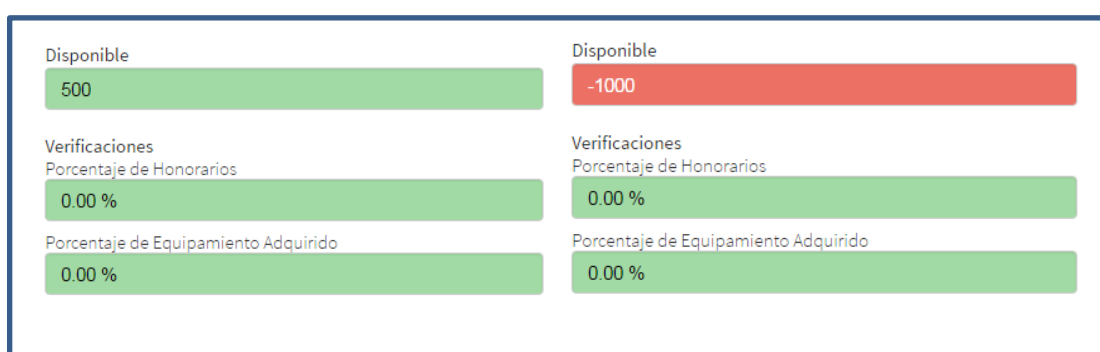 Disponible
500
Verificaciones
Porcentaje de Honorarios
0.00 %
Porcentaje de Equipamiento Adquirido
0.00 %
Disponible
-1000
Verificaciones
Porcentaje de Honorarios
0.00 %
Porcentaje de Equipamiento Adquirido
0.00 %